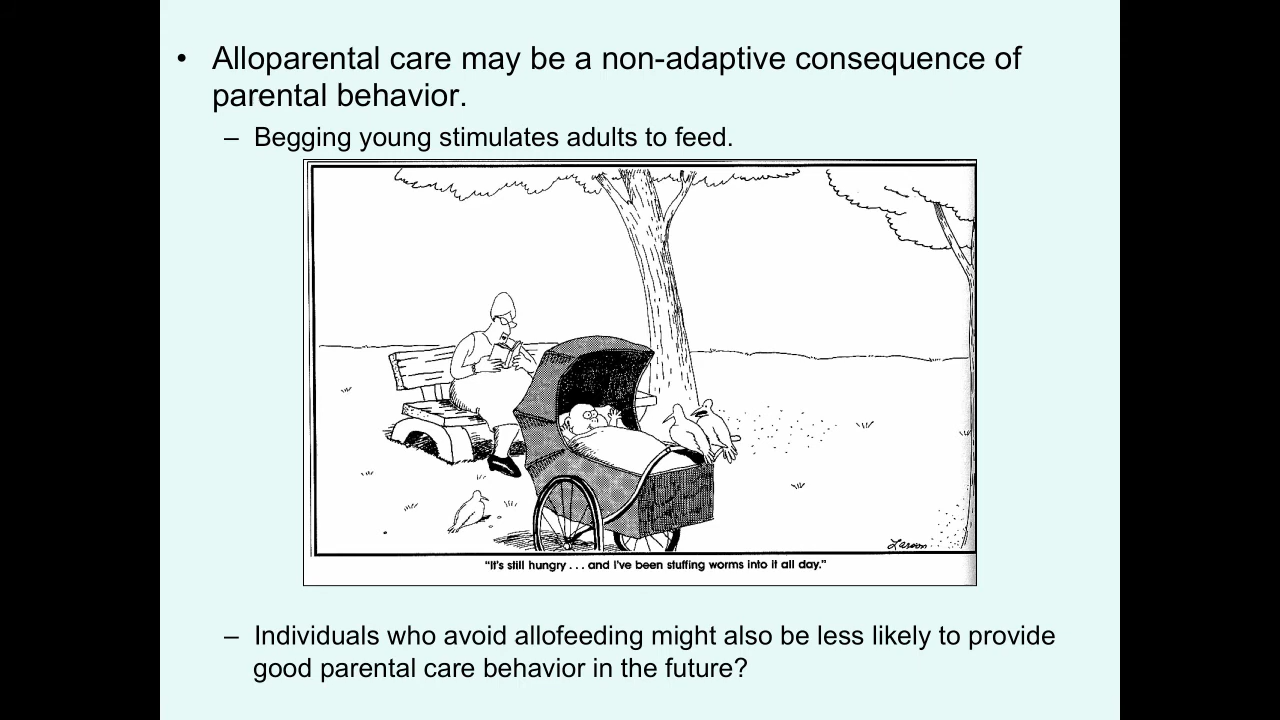 • Alloparental care may be a non-adaptive consequence of
parental behavior.
– Begging young stimulates adults to feed.
Larson
"It's still hungry . . . and I've been stuffing worms into it all day."
– Individuals who avoid allofeeding might also be less likely to provide
good parental care behavior in the future?